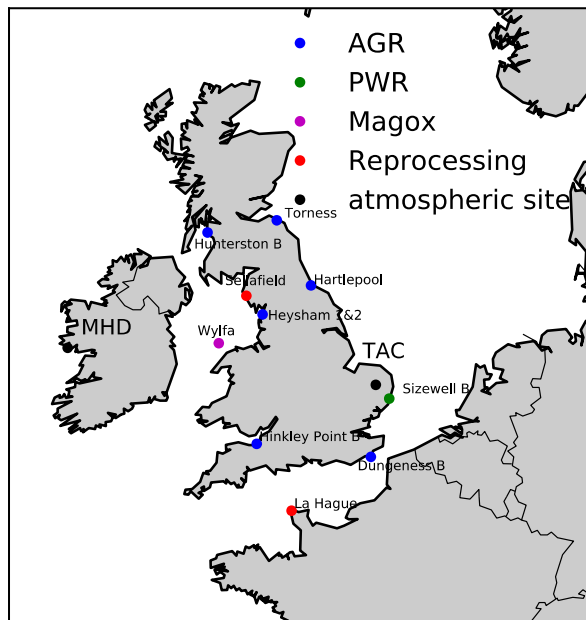 AGR
PWR
Magox
Reprocessing
atmospheric site
Torness
Hunterston B
Sellafield
Hartlepool
Heysham 1&2
Wylfa
MHD
TAC
Sizewell B
Hinkley Point B
Dungeness B
La Hague